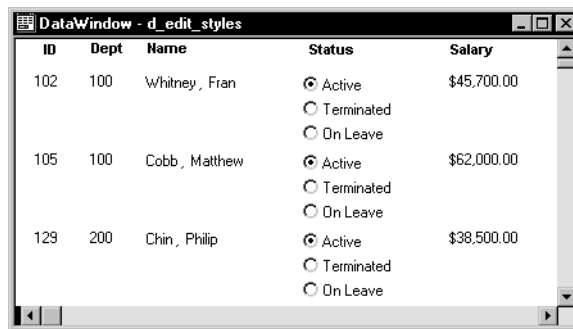 DataWindow - d_edit_styles
ID Dept Name Status Salary
102 100 Whitney , Fran Active $45,700.00
Terminated
On Leave
105 100 Cobb , Matthew Active $62,000.00
Terminated
On Leave
129 200 Chin , Philip Active $38,500.00
Terminated
On Leave